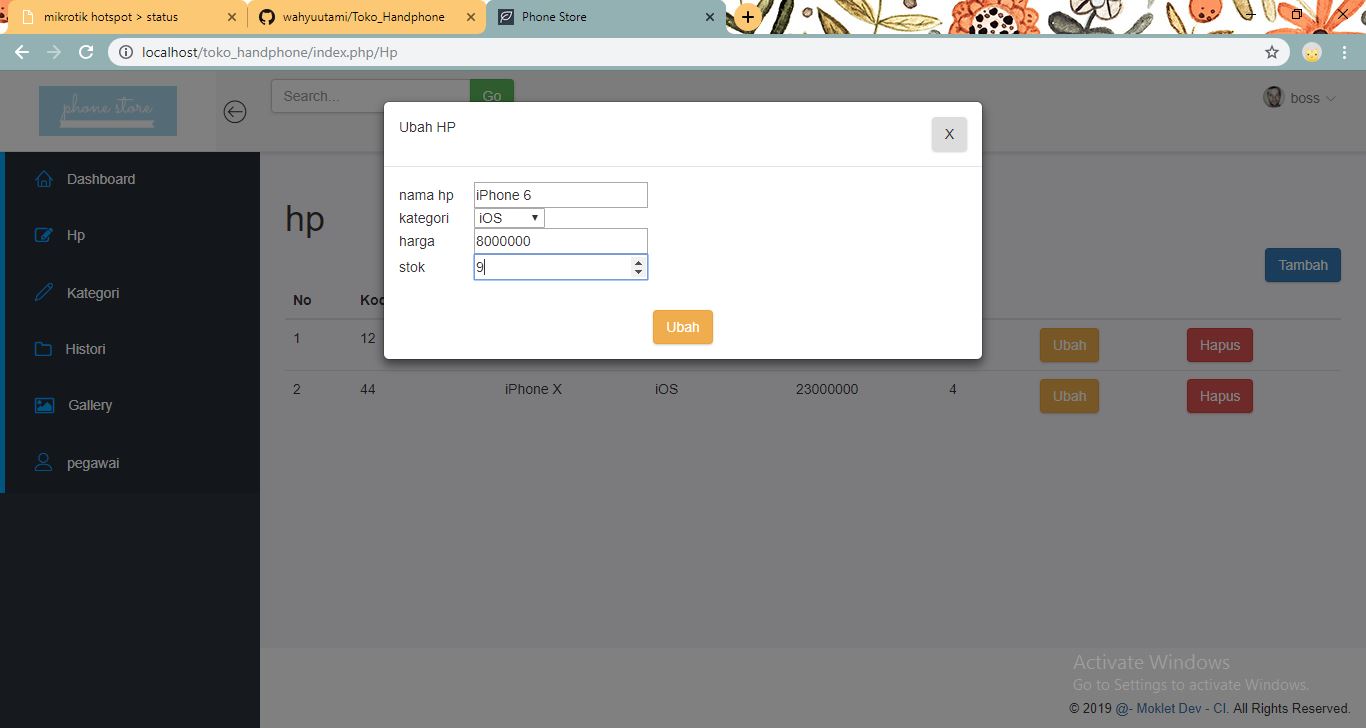 mikrotik hotspot > status
wahyuutami/Toko_Handphone
Phone Store
localhost/toko_handphone/index.php/Hp
phone store
Search...
Go
boss
Ubah HP
X
nama hp iPhone 6
kategori iOS
harga 8000000
stok 9
Ubah
Dashboard
Hp
Kategori
Histori
Gallery
pegawai
hp
Tambah
No
1 12 Ubah Hapus
2 44 iPhone X iOS 23000000 4 Ubah Hapus
Activate Windows
Go to Settings to activate Windows.
© 2019 @- Moklet Dev - CI. All Rights Reserved.